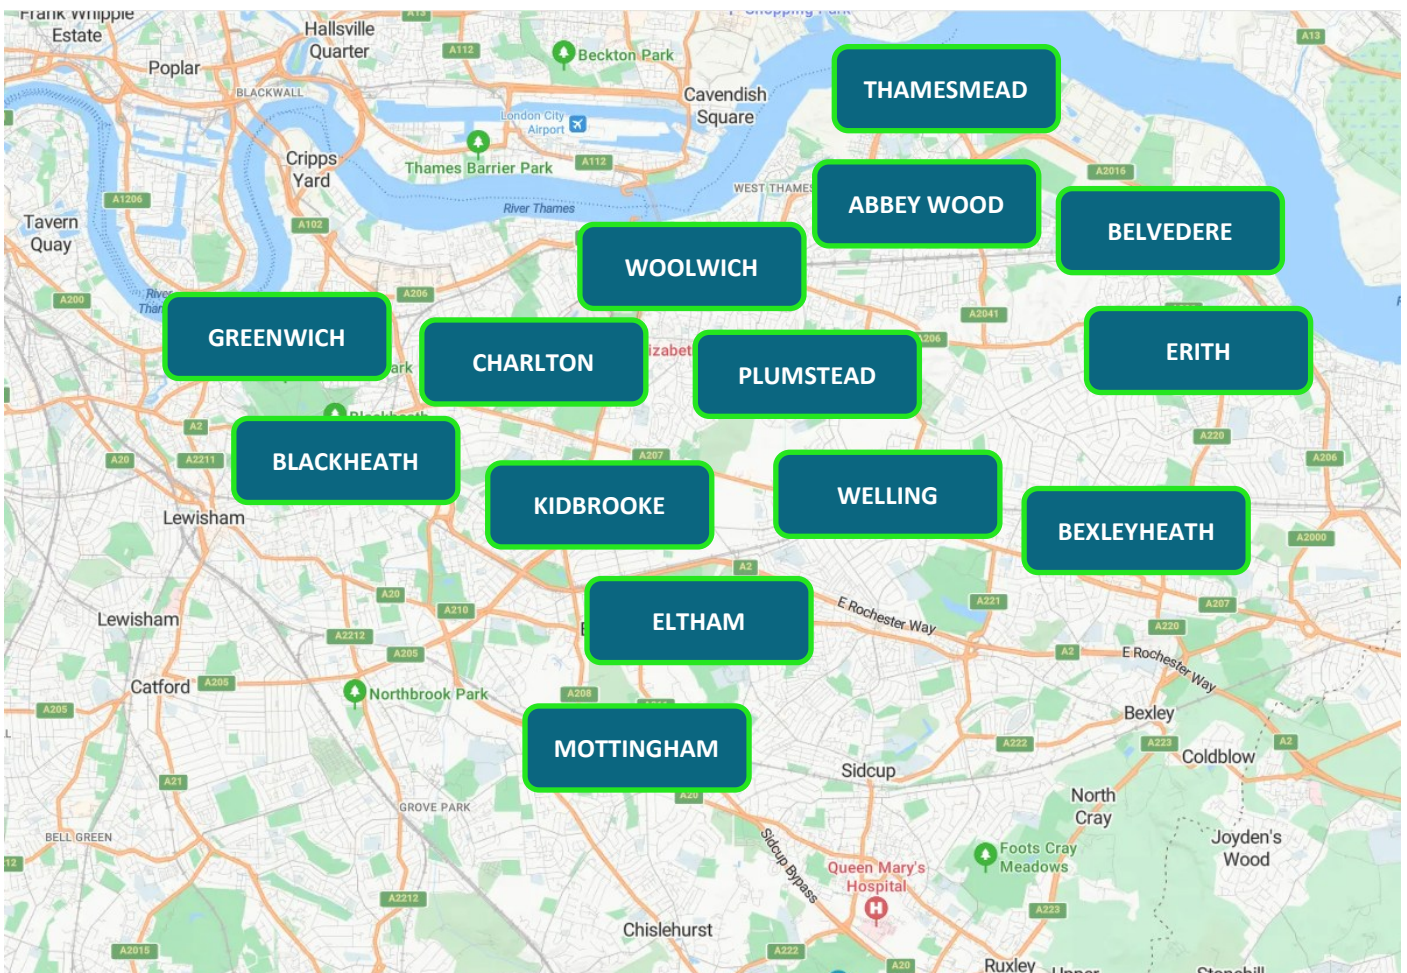 Frank Whipple
Estate
Hallsville
Quarter
A13
A112
Shopping Park
A13
Poplar
Beckton Park
BLACKWALL
Cavendish
Square
THAMESMEAD
London City
Airport
Cripps
Yard
Thames Barrier Park
A112
A2016
A1206
River Thames
WEST THAMES
ABBEY WOOD
BELVEDERE
Tavern
Quay
A102
WOOLWICH
A200
River
A206
A2041
GREENWICH
CHARLTON
PLUMSTEAD
A206
ERITH
Blackheath
A2
A20
A2211
A207
A220
A206
BLACKHEATH
KIDBROOKE
WELLING
BEXLEYHEATH
Lewisham
A2000
A2
A20
A210
E Rochester Way
A221
A207
Lewisham
A2212
ELTHAM
A220
A205
A2
E Rochester Way
Catford
A205
Northbrook Park
A208
A205
Bexley
MOTTINGHAM
A222
A223
A2
Coldblow
Sidcup
A21
A20
GROVE PARK
North
Cray
BELL GREEN
Joyden's
Wood
Sidcup Bypass
Foots Cray
Meadows
Queen Mary's
Hospital
H
A2212
A223
Chislehurst
A2015
A222
A20
Ruxley